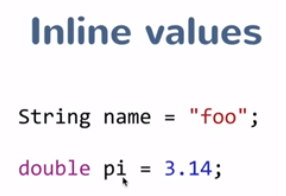 Inline values
String name = "foo";
double pi = 3.14;